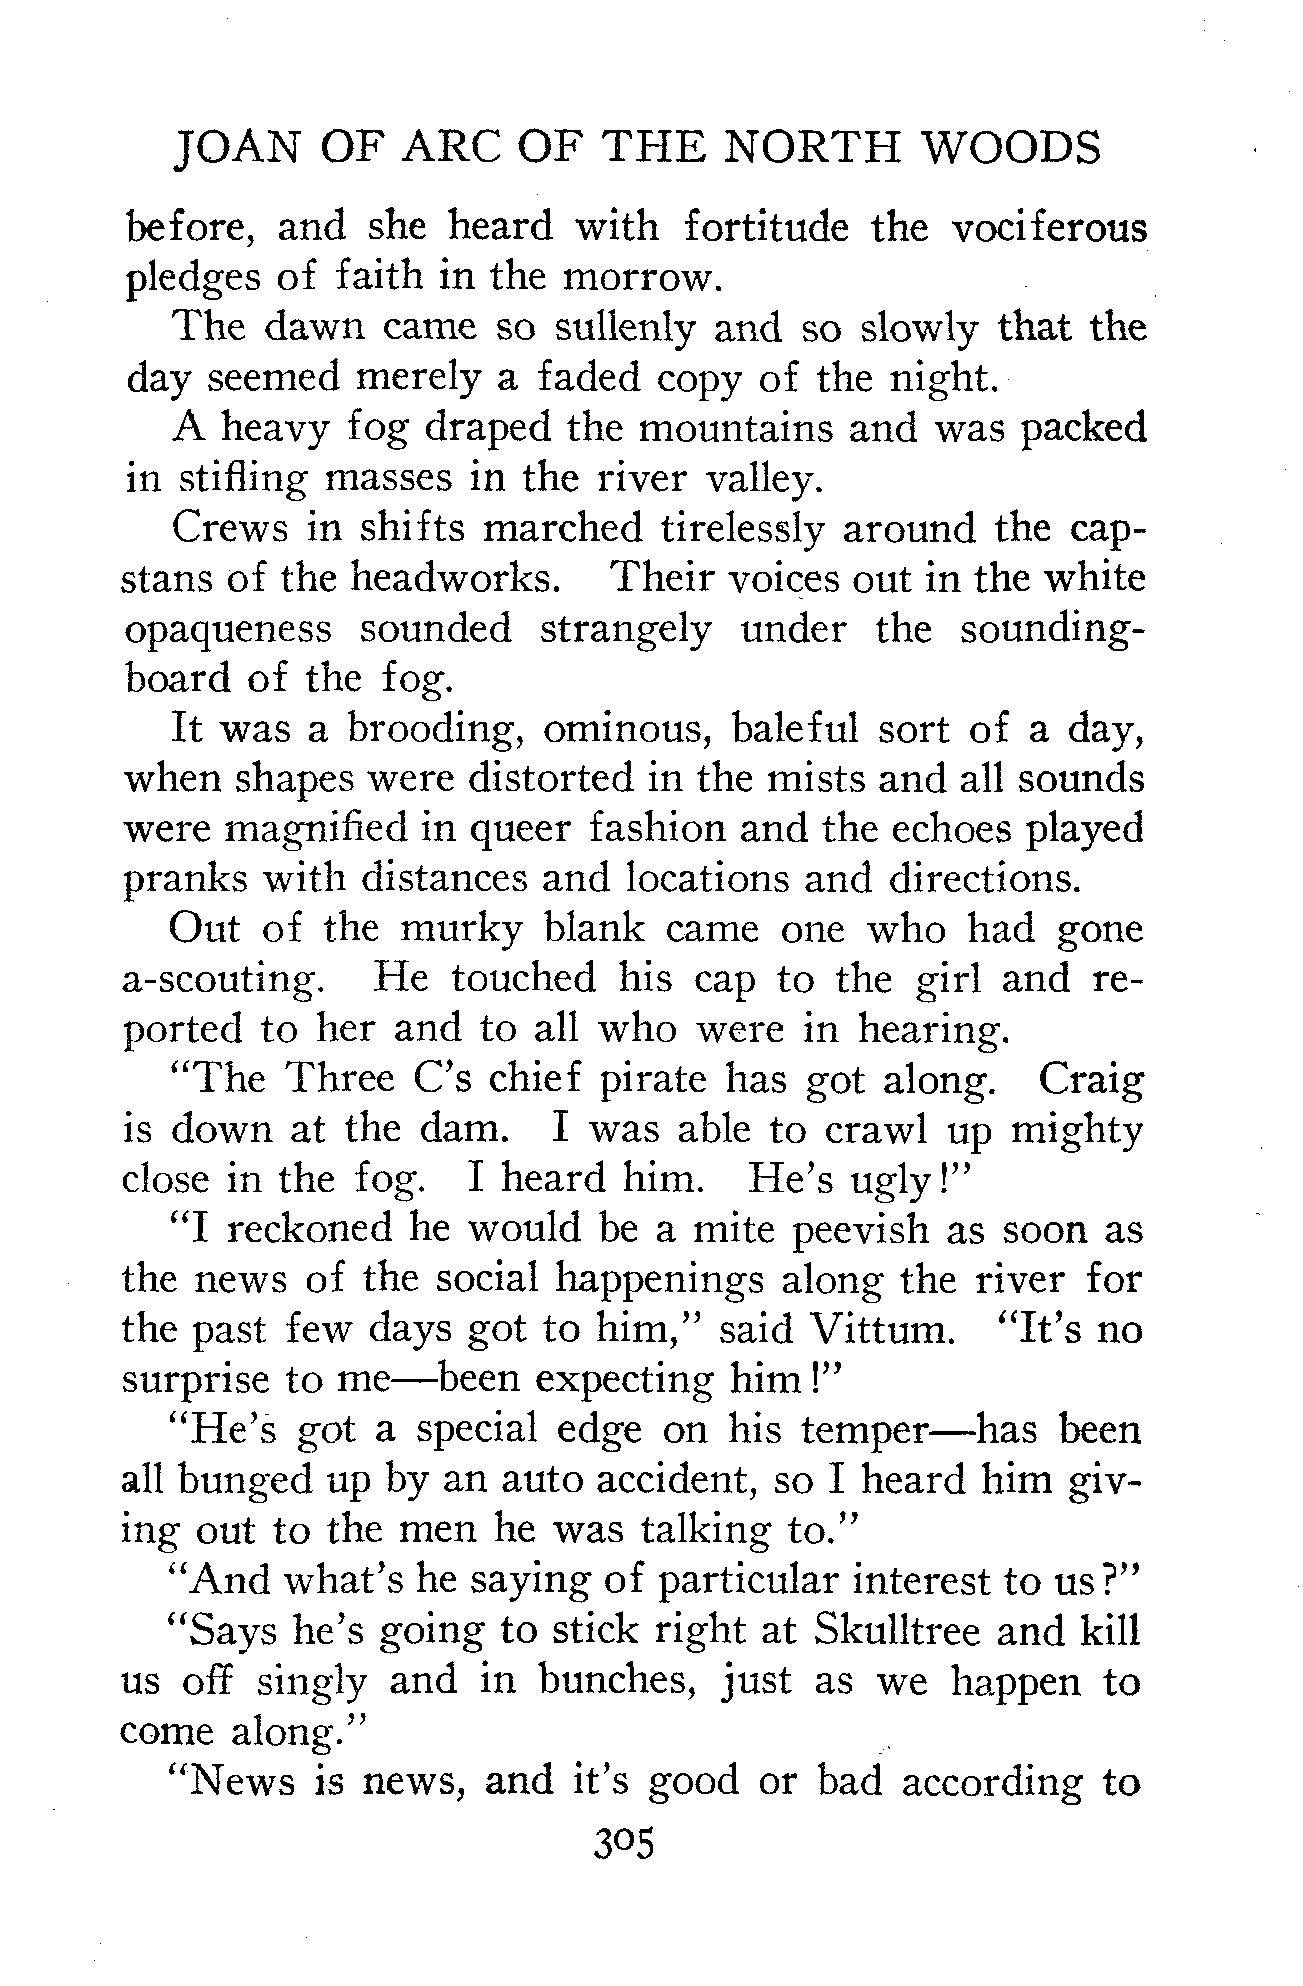 JOAN OF ARC OF THE NORTH WOODS
before, and she heard with fortitude the vociferous
pledges of faith in the morrow.
The dawn came so sullenly and so slowly that the
day seemed merely a faded copy of the night.
A heavy fog draped the mountains and was packed
in stifling masses in the river valley.
Crews in shifts marched tirelessly around the cap-
stans of the headworks. Their voices out in the white
opaqueness sounded strangely under the sounding-
board of the fog.
It was a brooding, ominous, baleful sort of a day,
when shapes were distorted in the mists and all sounds
were magnified in queer fashion and the echoes played
pranks with distances and locations and directions.
Out of the murky blank came one who had gone
a-scouting. He touched his cap to the girl and re-
ported to her and to all who were in hearing.
"The Three C's chief pirate has got along. Craig
is down at the dam. I was able to crawl up mighty
close in the fog. I heard him. He's ugly!"
"I reckoned he would be a mite peevish as soon as
the news of the social happenings along the river for
the past few days got to him," said Vittum. "It's no
surprise to me—been expecting him!"
"He's got a special edge on his temper—has been
all bunged up by an auto accident, so I heard him giv-
ing out to the men he was talking to."
"And what's he saying of particular interest to us?"
"Says he's going to stick right at Skulltree and kill
us off singly and in bunches, just as we happen to
come along."
"News is news, and it's good or bad according to
305